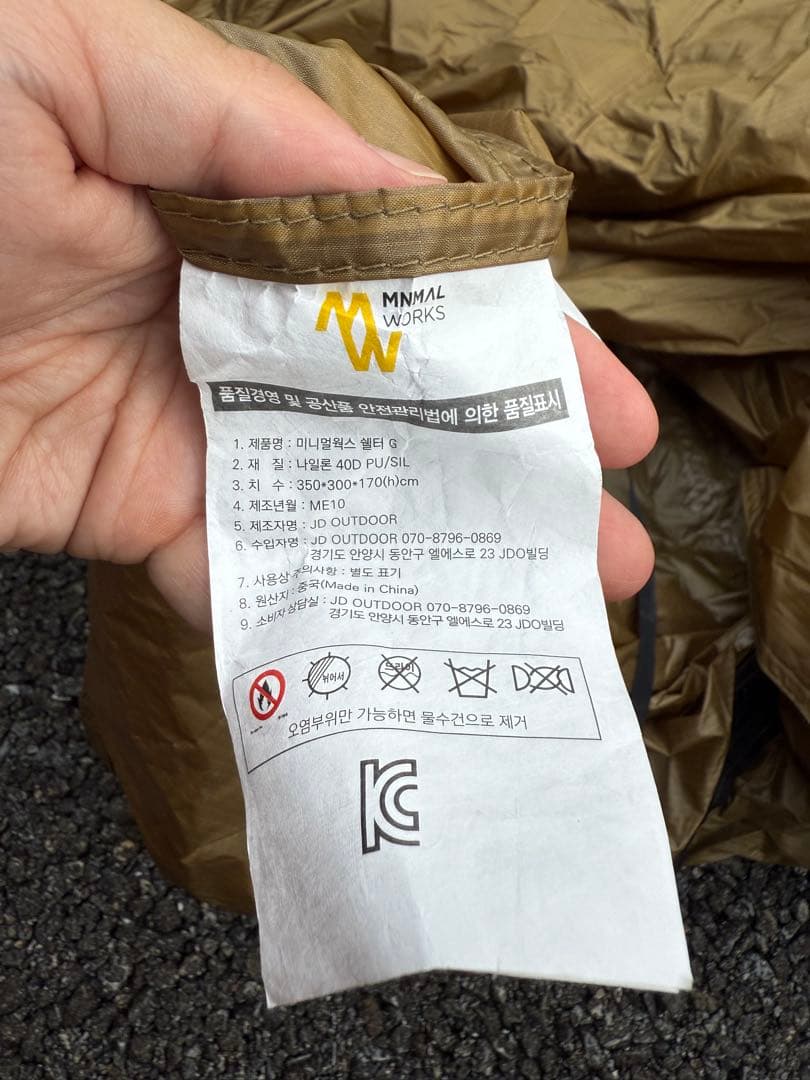 MW MNMAL
WORKS
품질경영 및 공산품 안전관리법에 의한 품질표시
1. 제품명 : 미니멀웍스 쉘터 G
2. 재 질 : 나일론 40D PU/SIL
3. 치 수 : 350*300*170(h)cm
4. 제조년월 : ME10
5. 제조자명 : JD OUTDOOR
6. 수입자명 : JD OUTDOOR 070-8796-0869
경기도 안양시 동안구 엘에스로 23 JDO빌딩
7. 사용상 주의사항 : 별도 표기
8. 원산지 : 중국(Made in China)
9. 소비자 상담실 : JD OUTDOOR 070-8796-0869
경기도 안양시 동안구 엘에스로 23 JDO빌딩
뉘어서 드라이
오염부위만 가능하면 물수건으로 제거
KC